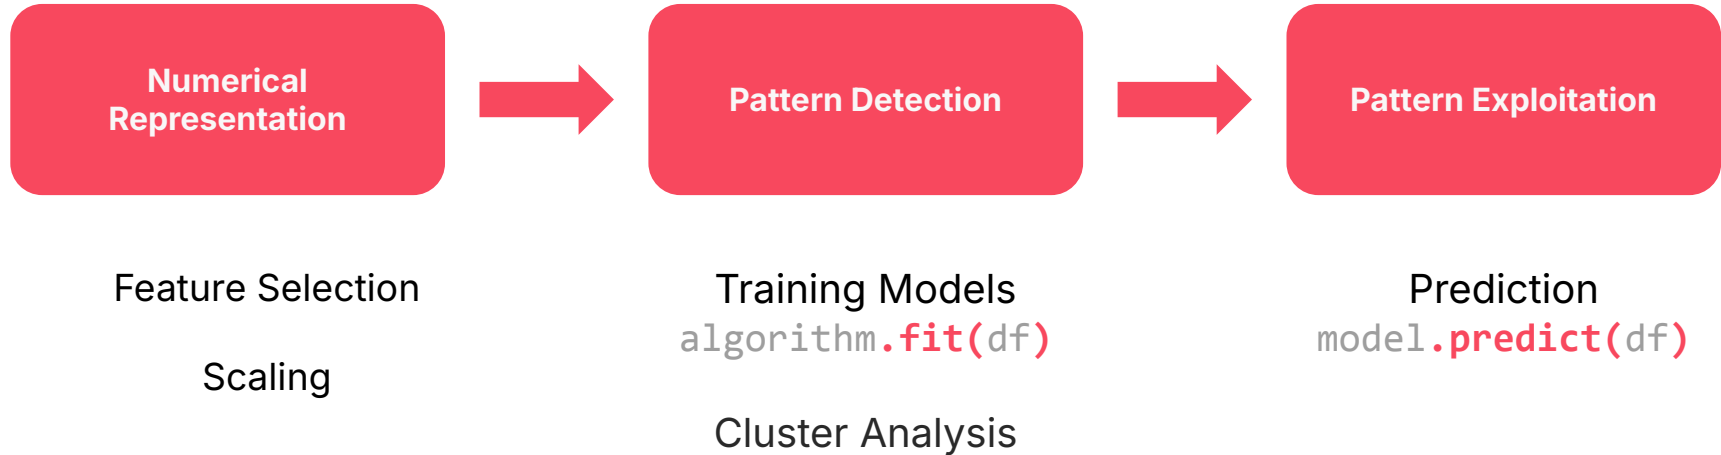 Numerical
Representation
Pattern Detection
Pattern Exploitation
Feature Selection
Scaling
Training Models
algorithm.fit(df)
Cluster Analysis
Prediction
model.predict(df)